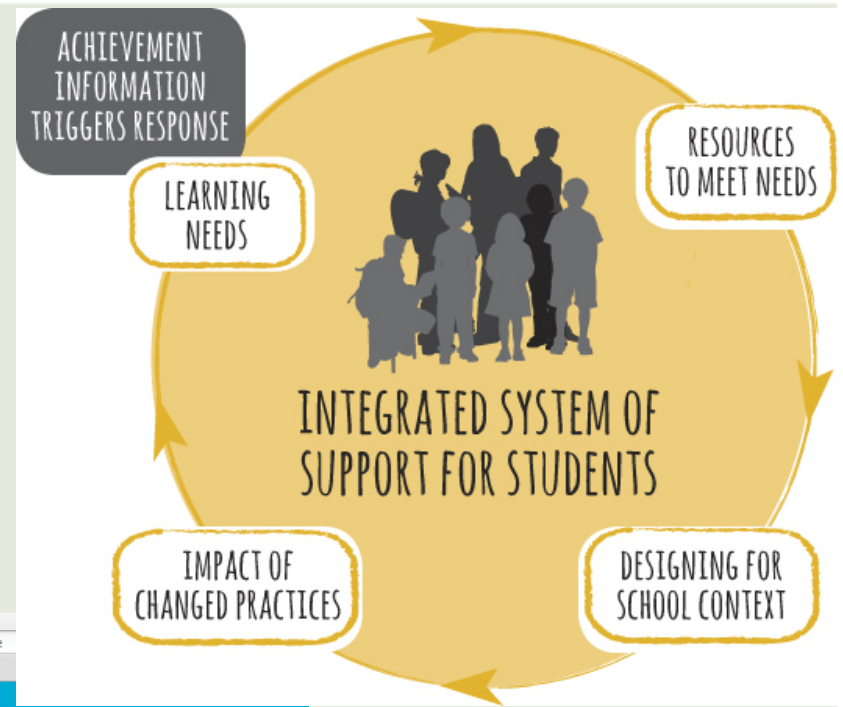 ACHIEVEMENT
INFORMATION
TRIGGERS RESPONSE
LEARNING
NEEDS
RESOURCES
TO MEET NEEDS
INTEGRATED SYSTEM OF
SUPPORT FOR STUDENTS
IMPACT OF
CHANGED PRACTICES
DESIGNING FOR
SCHOOL CONTEXT